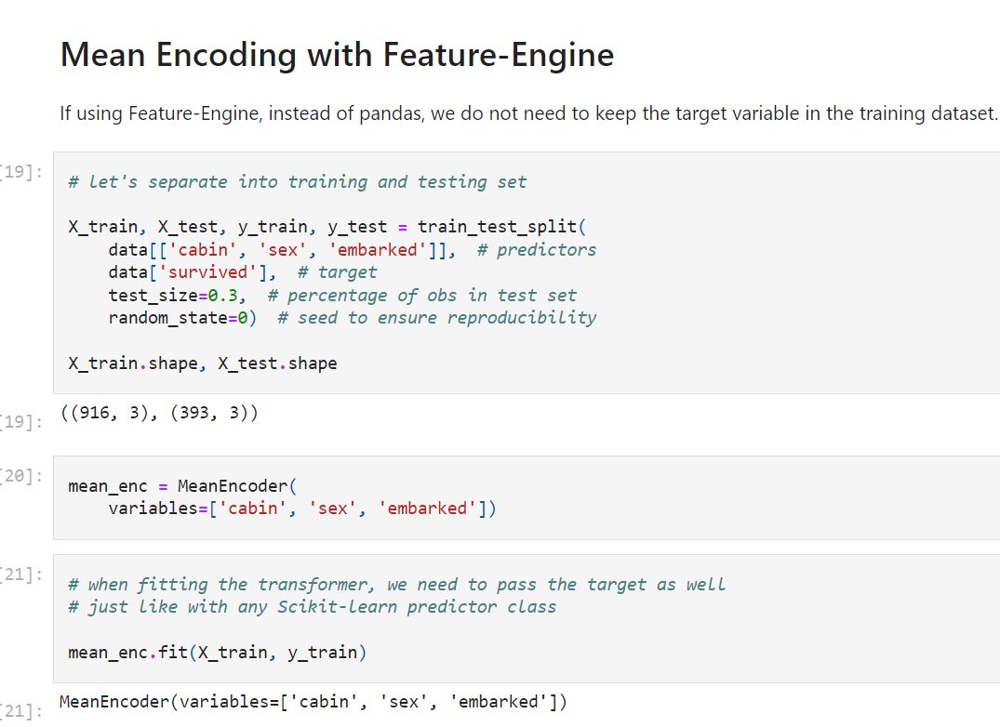 Mean Encoding with Feature-Engine
If using Feature-Engine, instead of pandas, we do not need to keep the target variable in the training dataset.
[19]:
# let's separate into training and testing set
X_train, X_test, y_train, y_test = train_test_split(
data[['cabin', 'sex', 'embarked']],  # predictors
data['survived'],  # target
test_size=0.3,  # percentage of obs in test set
random_state=0)  # seed to ensure reproducibility
X_train.shape, X_test.shape
[19]:
((916, 3), (393, 3))
[20]:
mean_enc = MeanEncoder(
variables=['cabin', 'sex', 'embarked'])
[21]:
# when fitting the transformer, we need to pass the target as well
# just like with any Scikit-learn predictor class
mean_enc.fit(X_train, y_train)
[21]:
MeanEncoder(variables=['cabin', 'sex', 'embarked'])